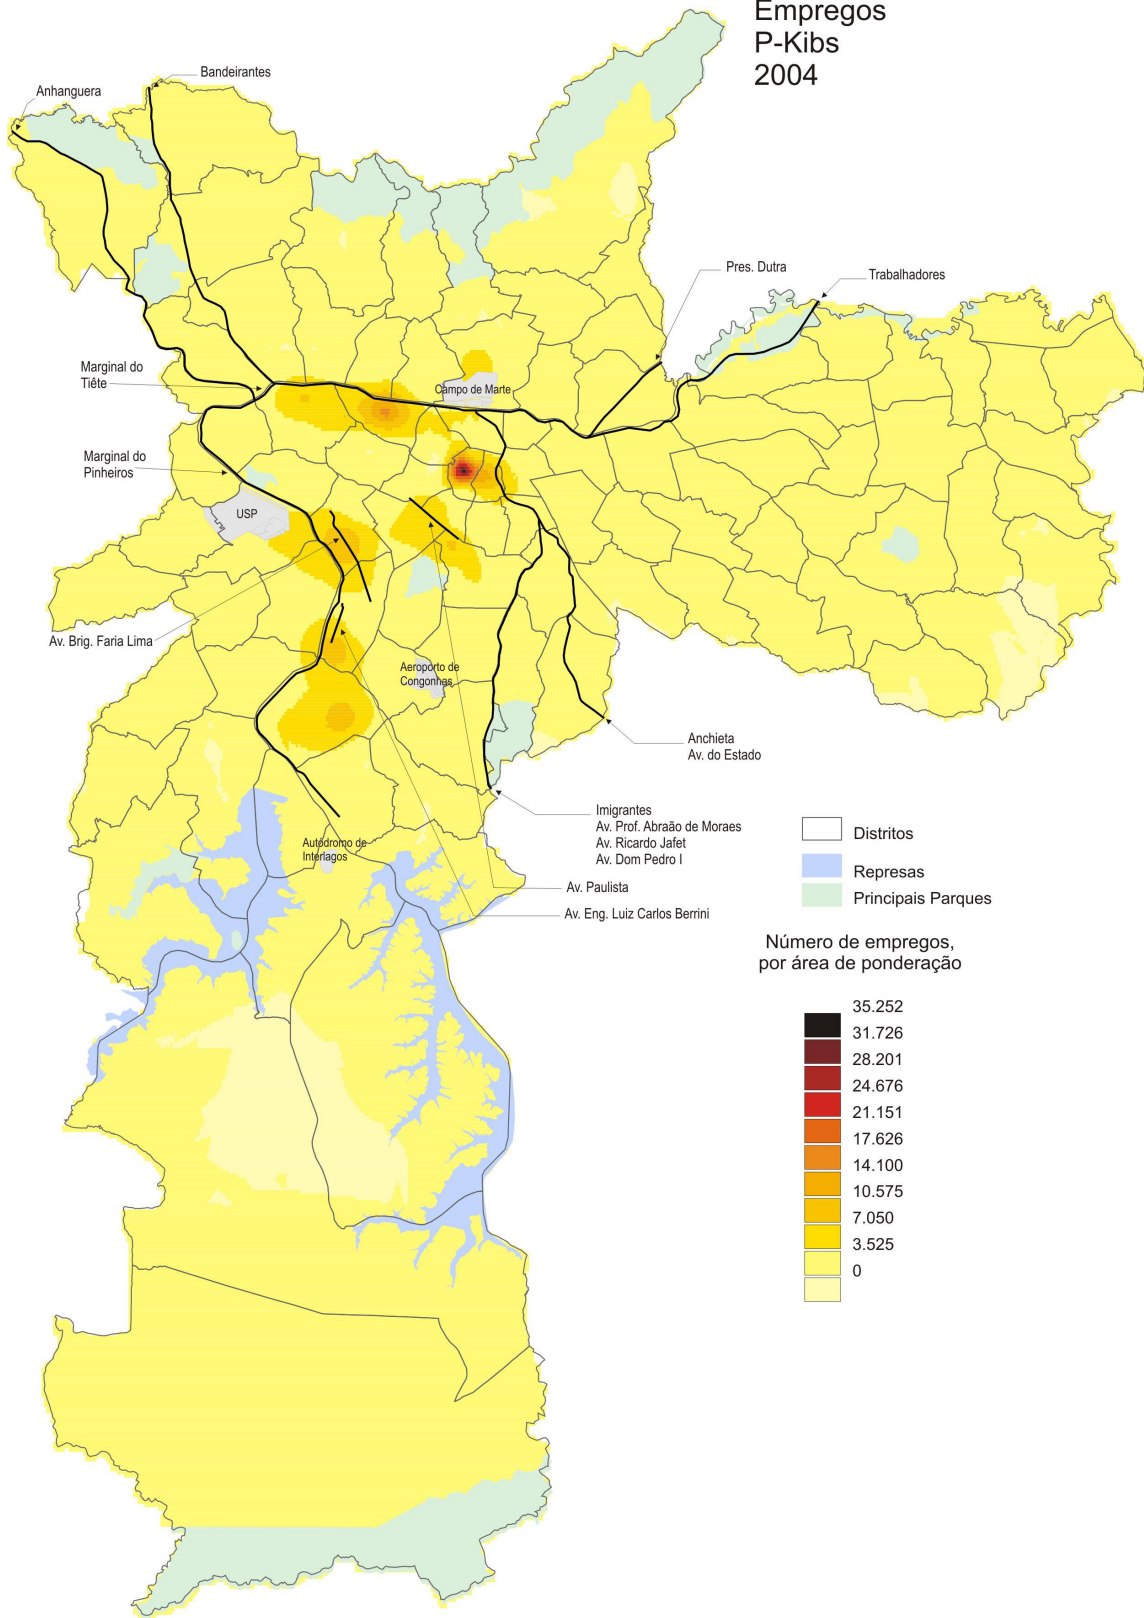 Empregos
P-Kibs
2004
Bandeirantes
Anhanguera
Pres. Dutra
Trabalhadores
Marginal do
Tiête
Campo de Marte
Marginal do
Pinheiros
USP
Av. Brig. Faria Lima
Aeroporto de
Congonhas
Anchieta
Av. do Estado
Imigrantes
Av. Prof. Abraão de Moraes
Av. Ricardo Jafet
Av. Dom Pedro I
Autódromo de
Interlagos
Av. Paulista
Av. Eng. Luiz Carlos Berrini
Distritos
Represas
Principais Parques
Número de empregos,
por área de ponderação
35.252
31.726
28.201
24.676
21.151
17.626
14.100
10.575
7.050
3.525
0